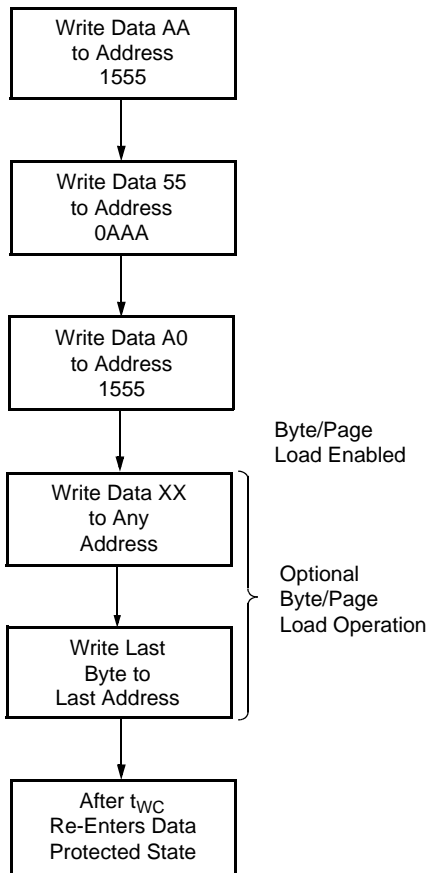 Write Data AA
to Address
1555
Write Data 55
to Address
0AAA
Write Data A0
to Address
1555
Byte/Page
Load Enabled
Write Data XX
to Any
Address
Optional
Byte/Page
Load Operation
Write Last
Byte to
Last Address
After tWC
Re-Enters Data
Protected State